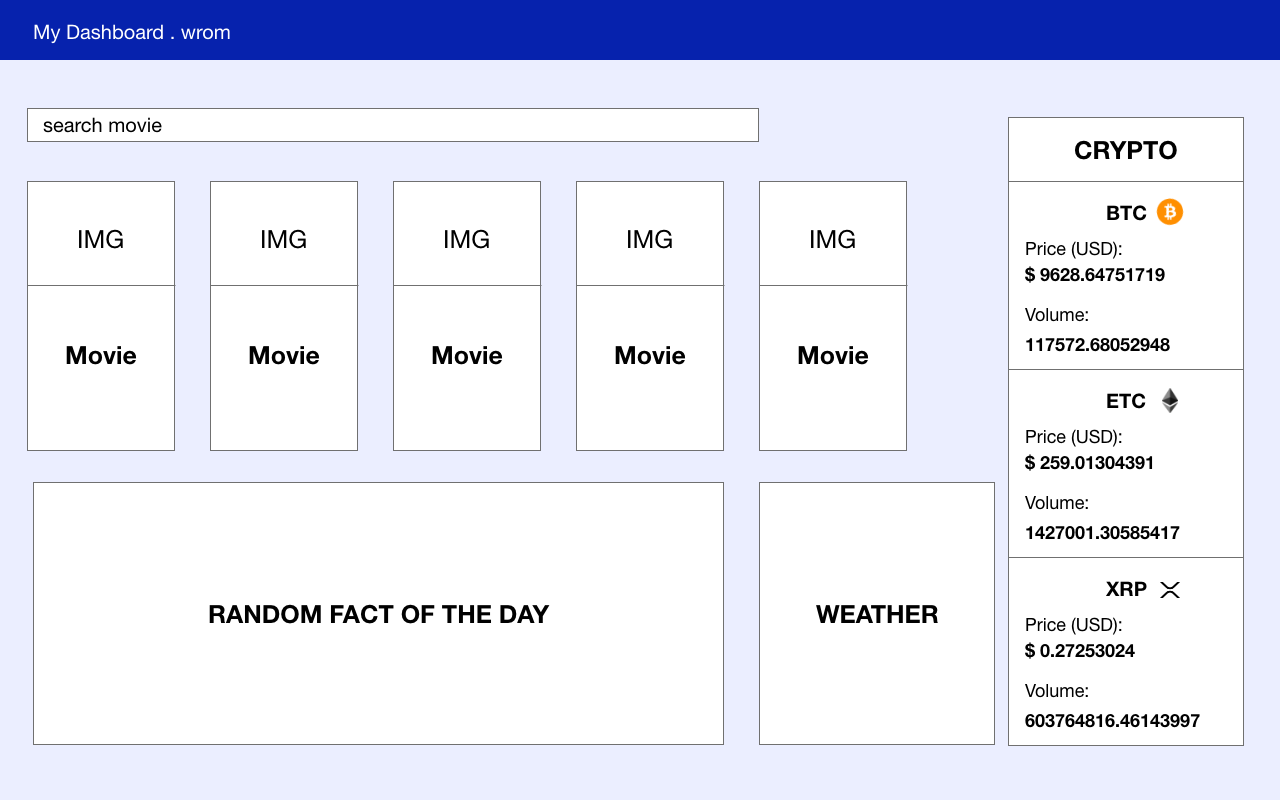 My Dashboard . wrom
search movie
IMG
IMG
IMG
IMG
IMG
Movie
Movie
Movie
Movie
Movie
RANDOM FACT OF THE DAY
WEATHER
CRYPTO
BTC
Price (USD):
$ 9628.64751719
Volume:
117572.68052948
ETC
Price (USD):
$ 259.01304391
Volume:
1427001.30585417
XRP
Price (USD):
$ 0.27253024
Volume:
603764816.46143997